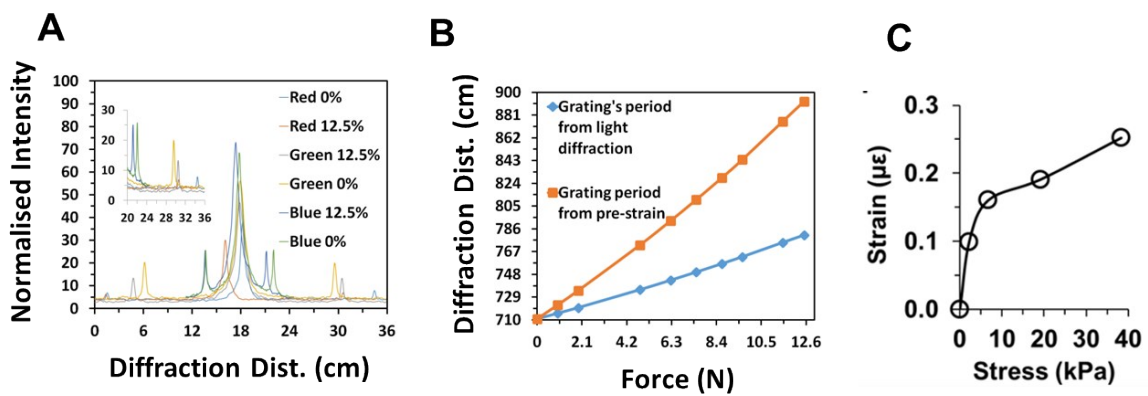 A
Normalised Intensity
100
90
80
70
60
50
40
30
20
10
0
30
20
10
0
20 24 28 32 36
Red 0%
Red 12.5%
Green 12.5%
Green 0%
Blue 12.5%
Blue 0%
0 6 12 18 24 30 36
Diffraction Dist. (cm)
B
Diffraction Dist. (cm)
900
881
862
843
824
805
786
767
748
729
710
Grating's period
from light
diffraction
Grating period
from pre-strain
0 2.1 4.2 6.3 8.4 10.5 12.6
Force (N)
C
Strain (µε)
0.3
0.2
0.1
0.0
0 10 20 30 40
Stress (kPa)